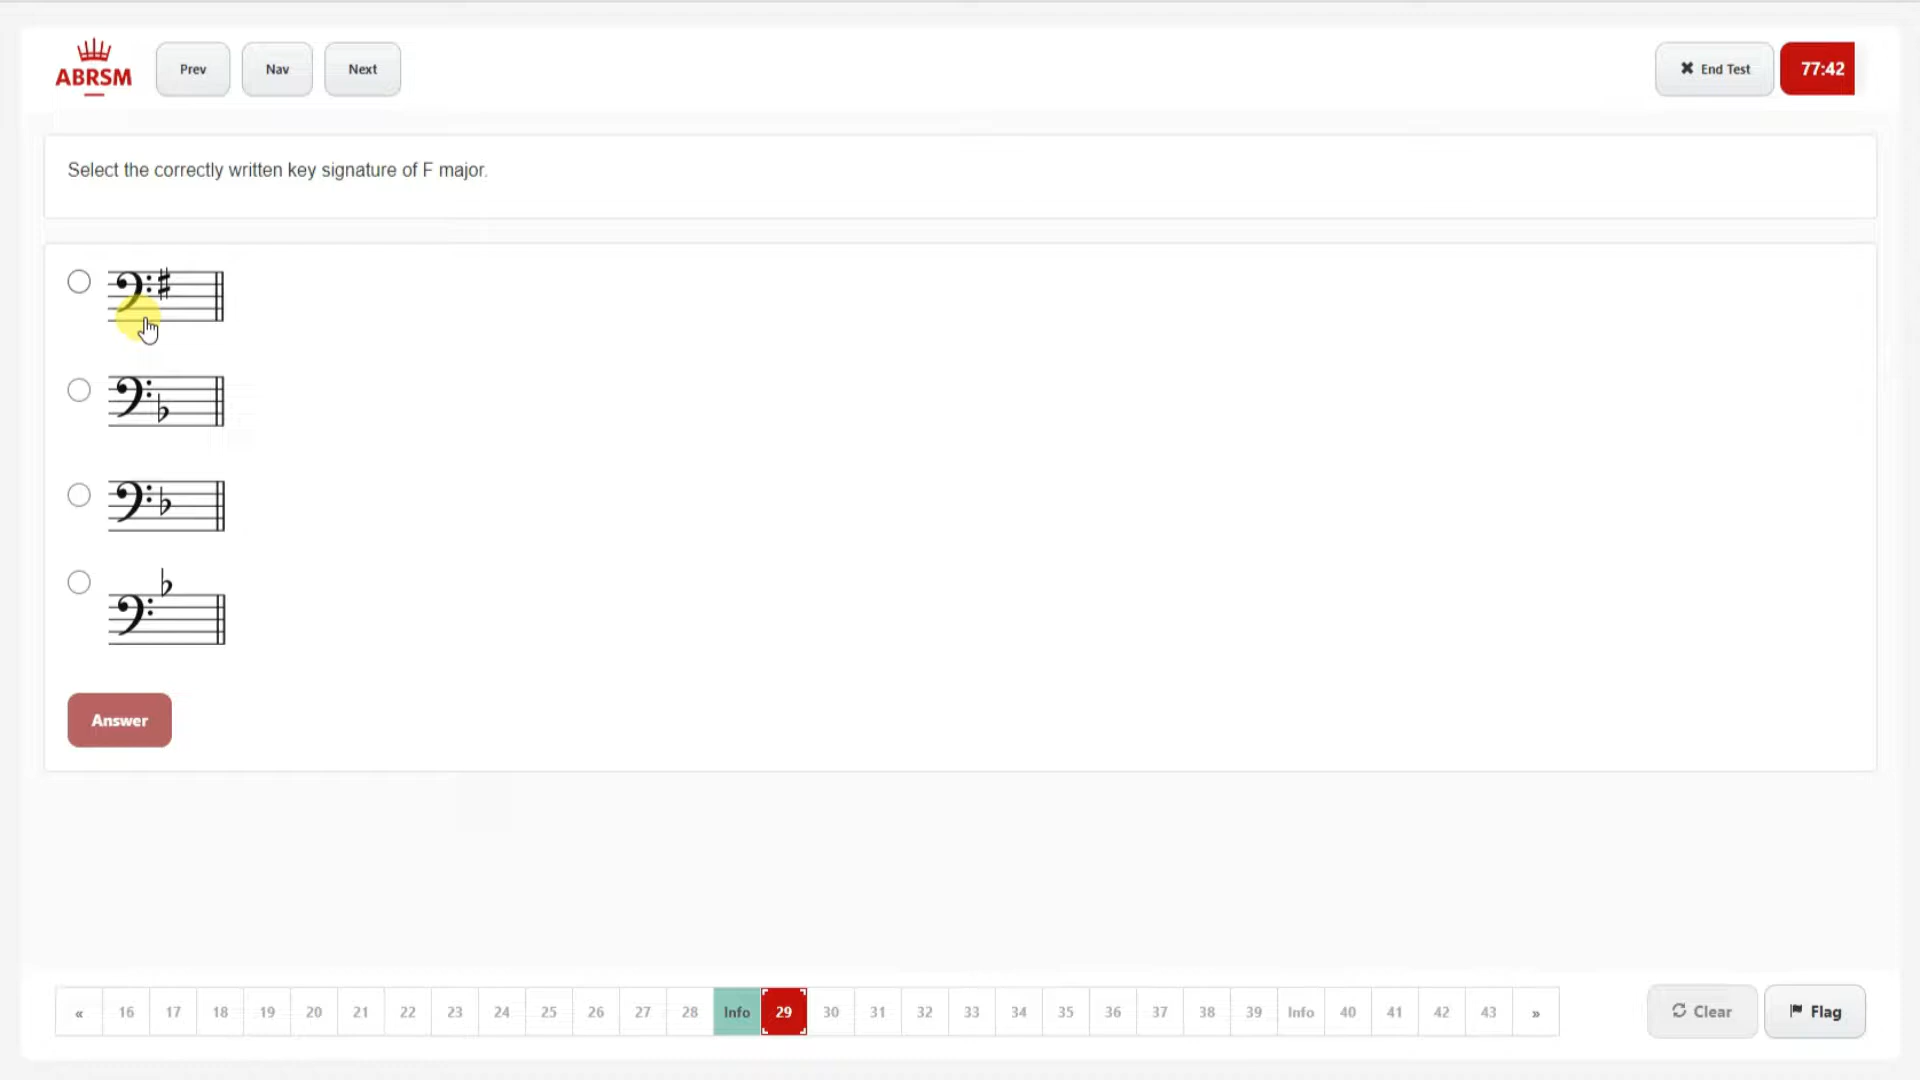 ABRSM Prev Nav Next ✖ End Test 77:42
Select the correctly written key signature of F major.
Answer
« 16 17 18 19 20 21 22 23 24 25 26 27 28 Info 29 30 31 32 33 34 35 36 37 38 39 Info 40 41 42 43 » Clear Flag